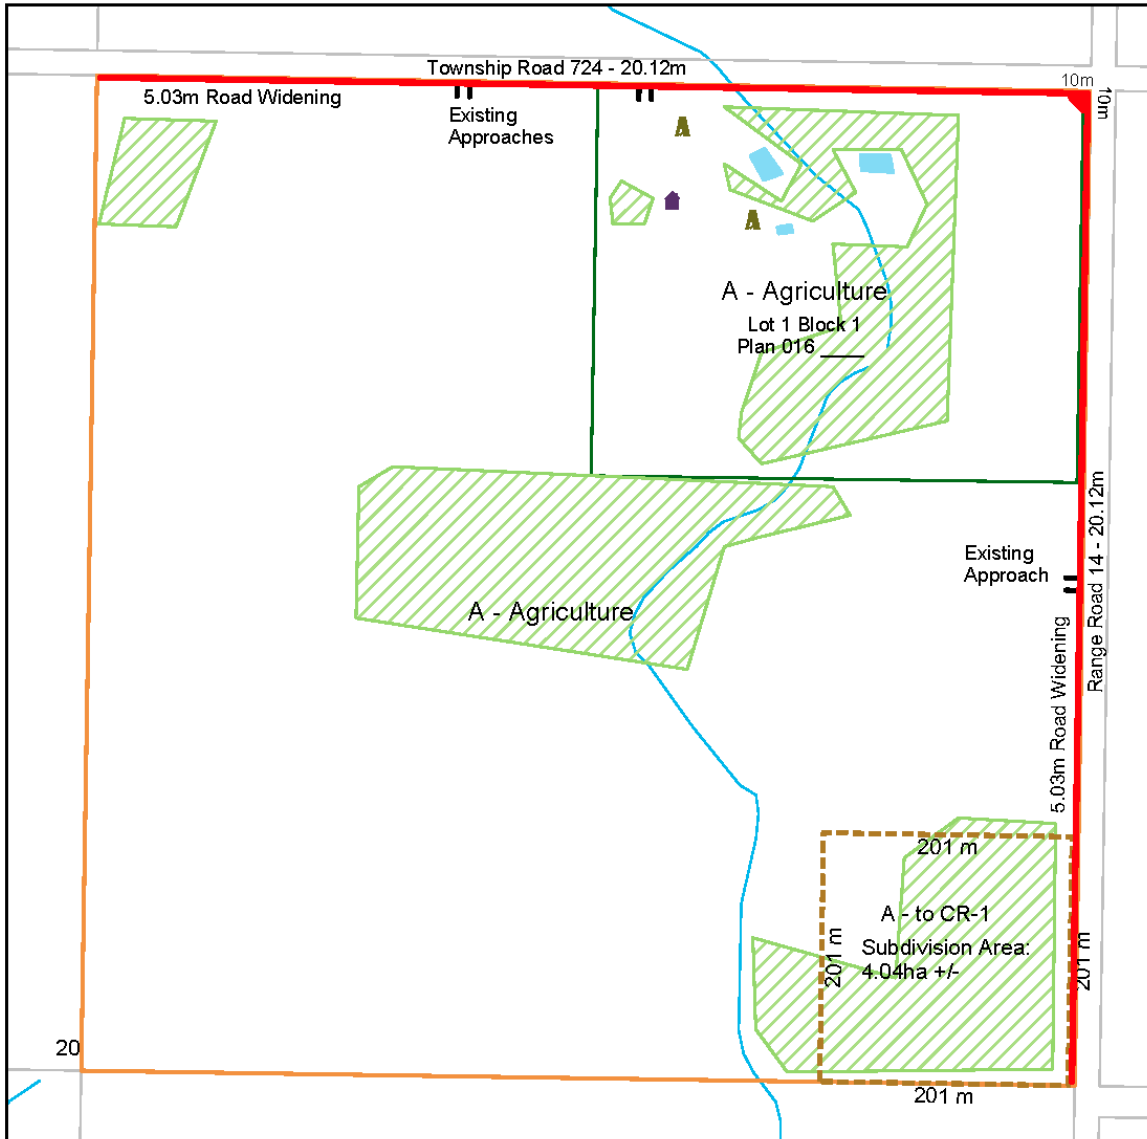 Township Road 724 - 20.12m
10m
10m
5.03m Road Widening
Existing
Approaches
A - Agriculture
Lot 1 Block 1
Plan 016 ____
Range Road 14 - 20.12m
Existing
Approach
A - Agriculture
5.03m Road Widening
201 m
A - to CR-1
Subdivision Area:
4.04ha +/-
201 m
201 m
20
201 m